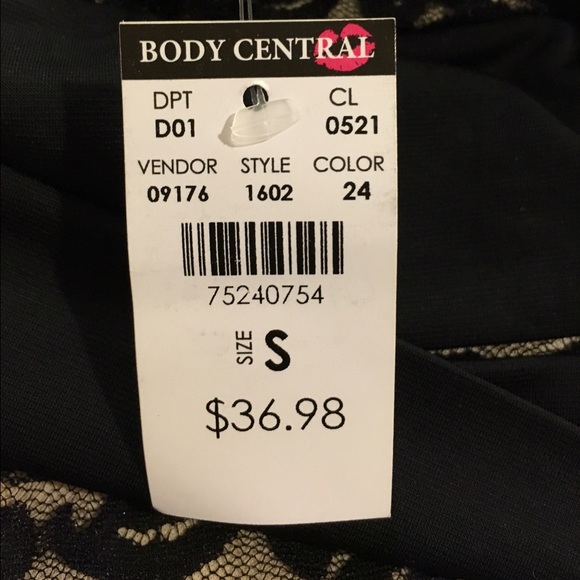 BODY CENTRAL
DPT CL
D01 0521
VENDOR STYLE COLOR
09176 1602 24
75240754
SIZE S
$36.98